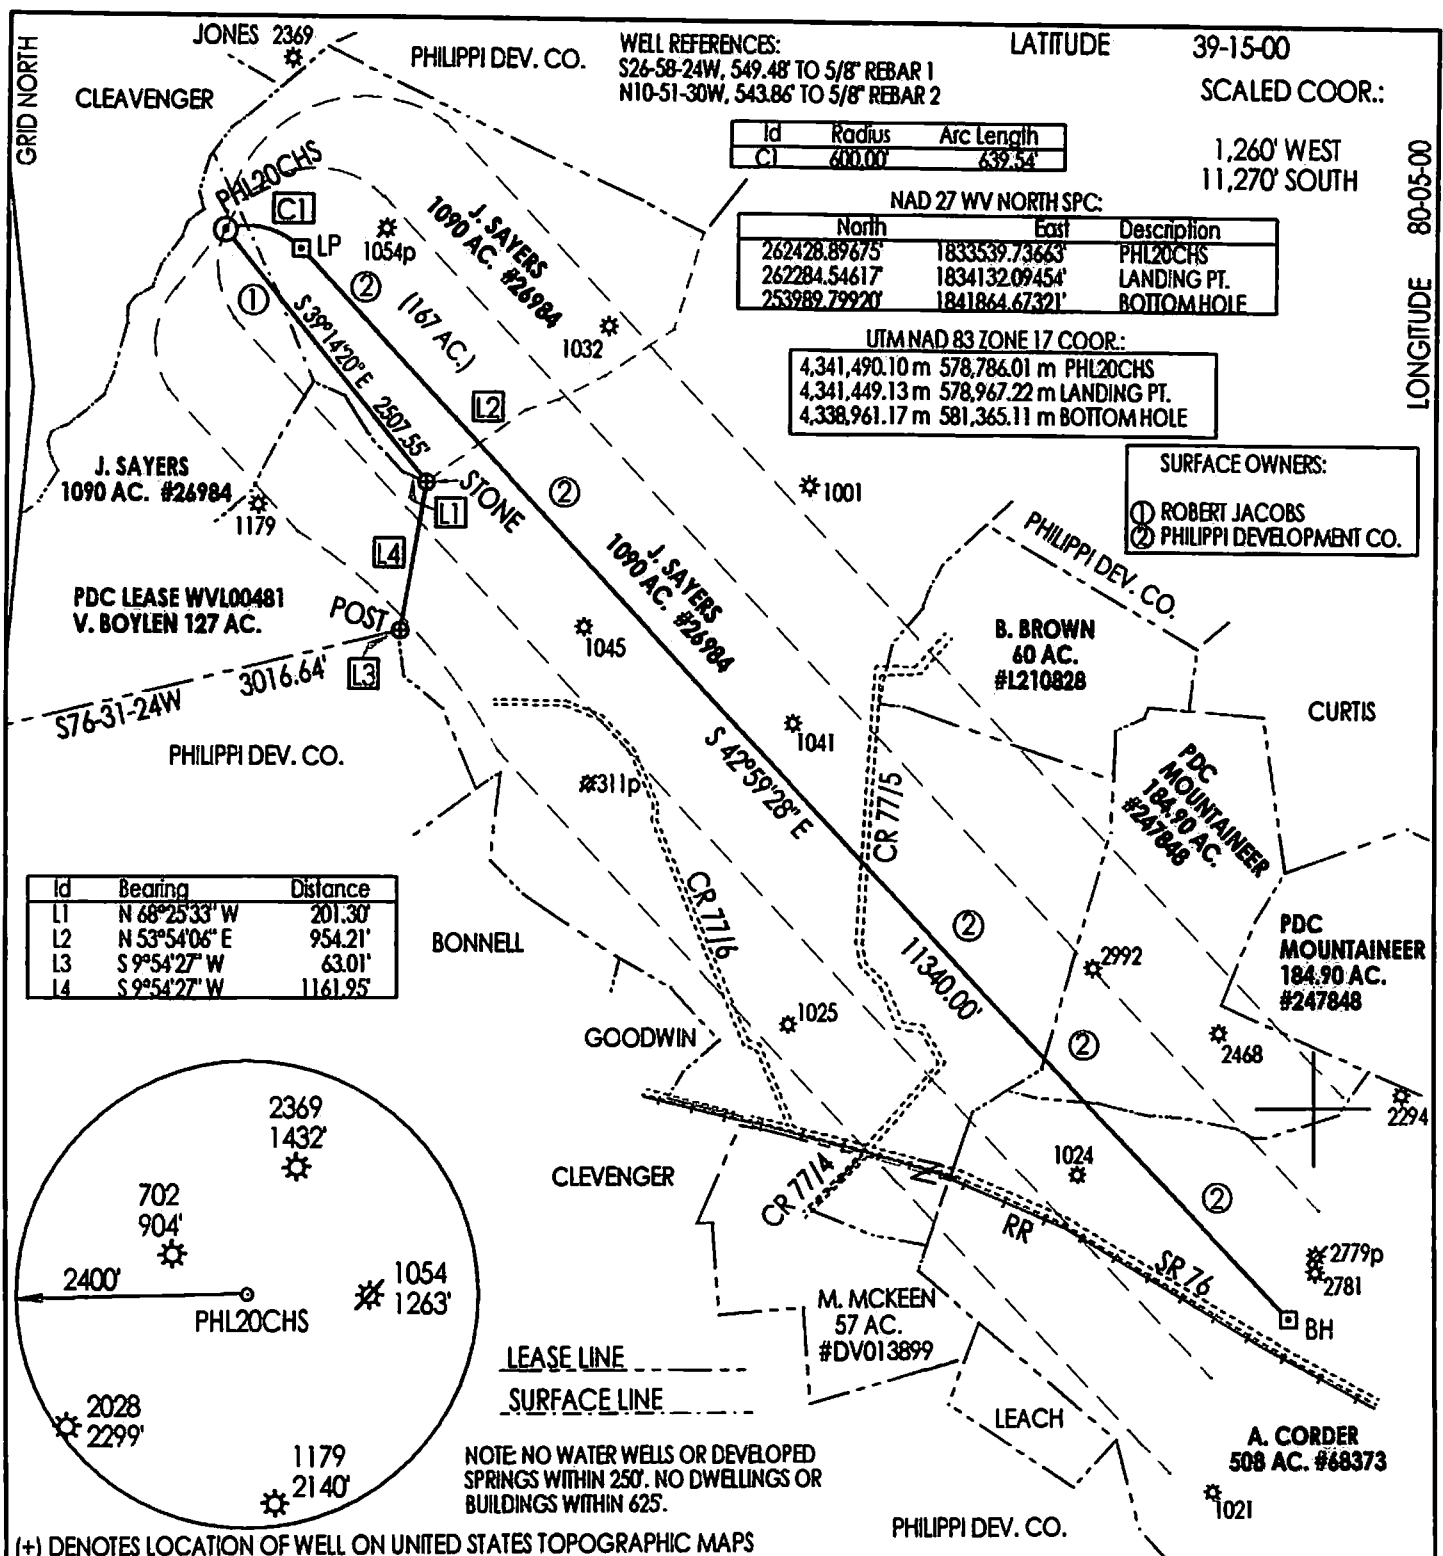 GRID NORTH
JONES 2369
PHILIPPI DEV. CO.
CLEAVENGER
WELL REFERENCES:
S26-58-24W, 549.48' TO 5/8" REBAR 1
N10-51-30W, 543.86' TO 5/8" REBAR 2
LATITUDE 39-15-00
SCALED COOR.:
1,260' WEST
11,270' SOUTH
LONGITUDE 80-05-00
Id Radius Arc Length
C1 600.00' 639.54'
NAD 27 WV NORTH SPC:
North East Description
262428.89675' 1833539.73663' PHL20CHS
262284.54617' 1834132.09454' LANDING PT.
253989.79920' 1841864.67321' BOTTOM HOLE
UTM NAD 83 ZONE 17 COOR.:
4,341,490.10 m 578,786.01 m PHL20CHS
4,341,449.13 m 578,967.22 m LANDING PT.
4,338,961.17 m 581,365.11 m BOTTOM HOLE
SURFACE OWNERS:
① ROBERT JACOBS
② PHILIPPI DEVELOPMENT CO.
PHL20CHS
C1
LP
1054p
J. SAYERS
1090 AC. #26984
②
①
(167 AC.)
1032
S 39°14'20" E
2507.55'
L2
J. SAYERS
1090 AC. #26984
1179
L1
STONE
②
1001
L4
PDC LEASE WVL00481
V. BOYLEN 127 AC.
POST
L3
3016.64'
S76-31-24W
PHILIPPI DEV. CO.
1045
J. SAYERS
1090 AC. #26984
PHILIPPI DEV. CO.
B. BROWN
60 AC.
#L210828
CURTIS
1041
S 42°59'28" E
311p
CR 77/5
PDC
MOUNTAINEER
184.90 AC.
#247848
CR 77/6
Id Bearing Distance
L1 N 68°25'33" W 201.30'
L2 N 53°54'06" E 954.21'
L3 S 9°54'27" W 63.01'
L4 S 9°54'27" W 1161.95'
BONNELL
②
11340.00'
2992
PDC
MOUNTAINEER
184.90 AC.
#247848
1025
GOODWIN
②
2468
2294
CLEVENGER
CR 77/4
1024
RR
SR 76
②
2779p
2781
BH
2369
1432'
702
904'
2400'
PHL20CHS
1054
1263'
2028
2299'
1179
2140'
M. MCKEEN
57 AC.
#DV013899
LEASE LINE
SURFACE LINE
LEACH
A. CORDER
508 AC. #68373
NOTE: NO WATER WELLS OR DEVELOPED
SPRINGS WITHIN 250'. NO DWELLINGS OR
BUILDINGS WITHIN 625'.
1021
PHILIPPI DEV. CO.
(+) DENOTES LOCATION OF WELL ON UNITED STATES TOPOGRAPHIC MAPS